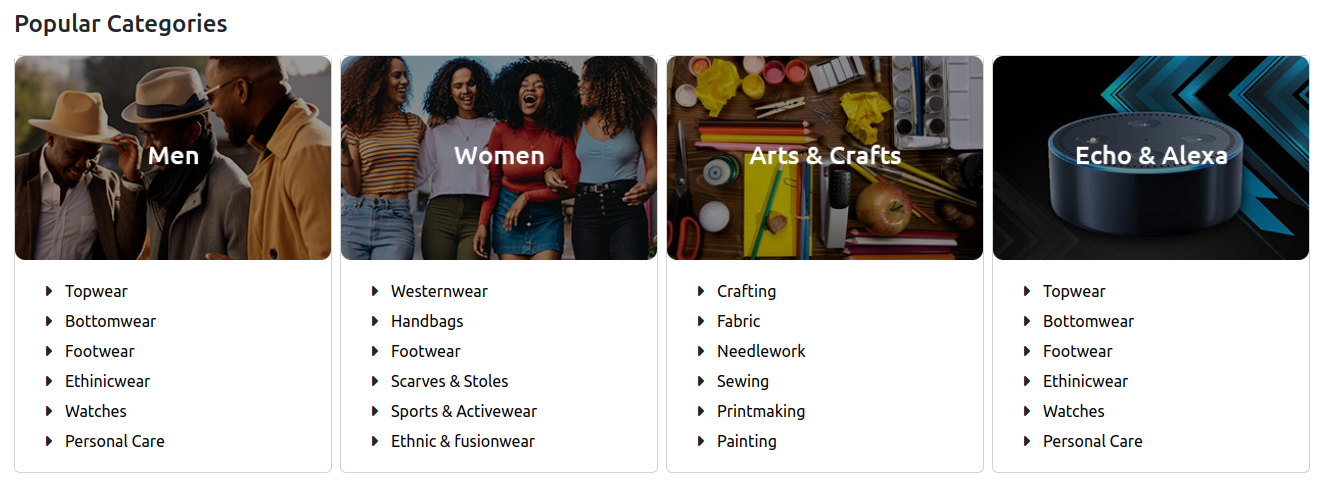 Popular Categories
Men
Topwear
Bottomwear
Footwear
Ethinicwear
Watches
Personal Care
Women
Westernwear
Handbags
Footwear
Scarves & Stoles
Sports & Activewear
Ethnic & fusionwear
Arts & Crafts
Crafting
Fabric
Needlework
Sewing
Printmaking
Painting
Echo & Alexa
Topwear
Bottomwear
Footwear
Ethinicwear
Watches
Personal Care